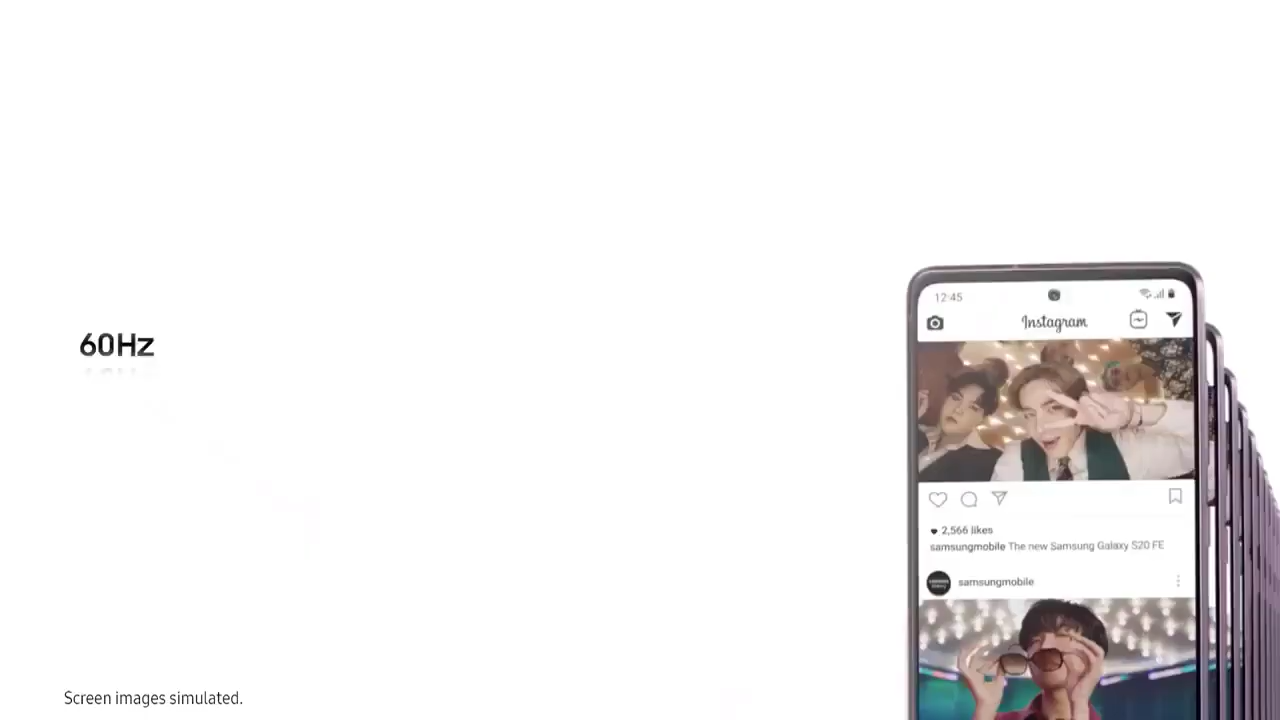 60Hz
12:45
Instagram
2,566 likes
samsungmobile The new Samsung Galaxy S20 FE
samsungmobile
Screen images simulated.